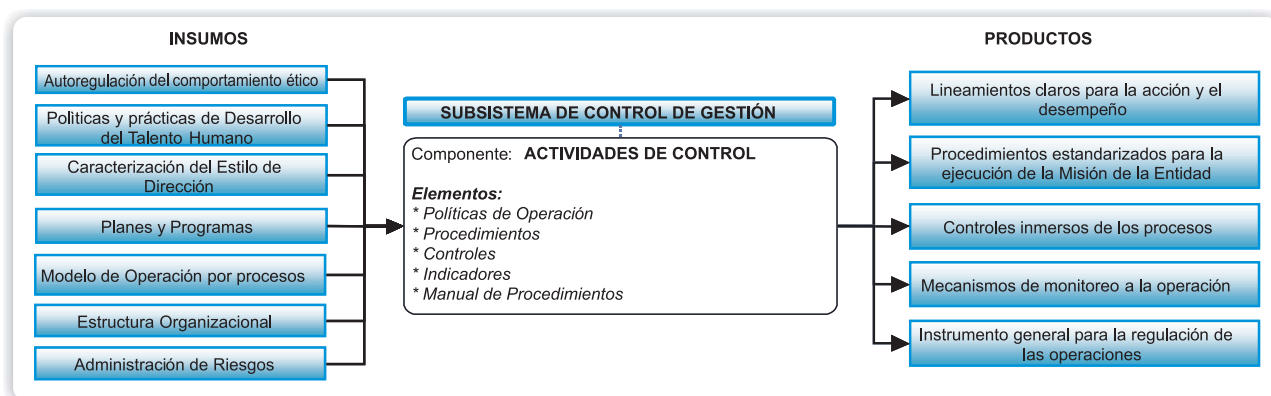 INSUMOS
Autoregulación del comportamiento ético
Políticas y prácticas de Desarrollo
del Talento Humano
Caracterización del Estilo de
Dirección
Planes y Programas
Modelo de Operación por procesos
Estructura Organizacional
Administración de Riesgos
SUBSISTEMA DE CONTROL DE GESTIÓN
Componente: ACTIVIDADES DE CONTROL
Elementos:
* Políticas de Operación
* Procedimientos
* Controles
* Indicadores
* Manual de Procedimientos
PRODUCTOS
Lineamientos claros para la acción y el
desempeño
Procedimientos estandarizados para la
ejecución de la Misión de la Entidad
Controles inmersos de los procesos
Mecanismos de monitoreo a la operación
Instrumento general para la regulación de
las operaciones